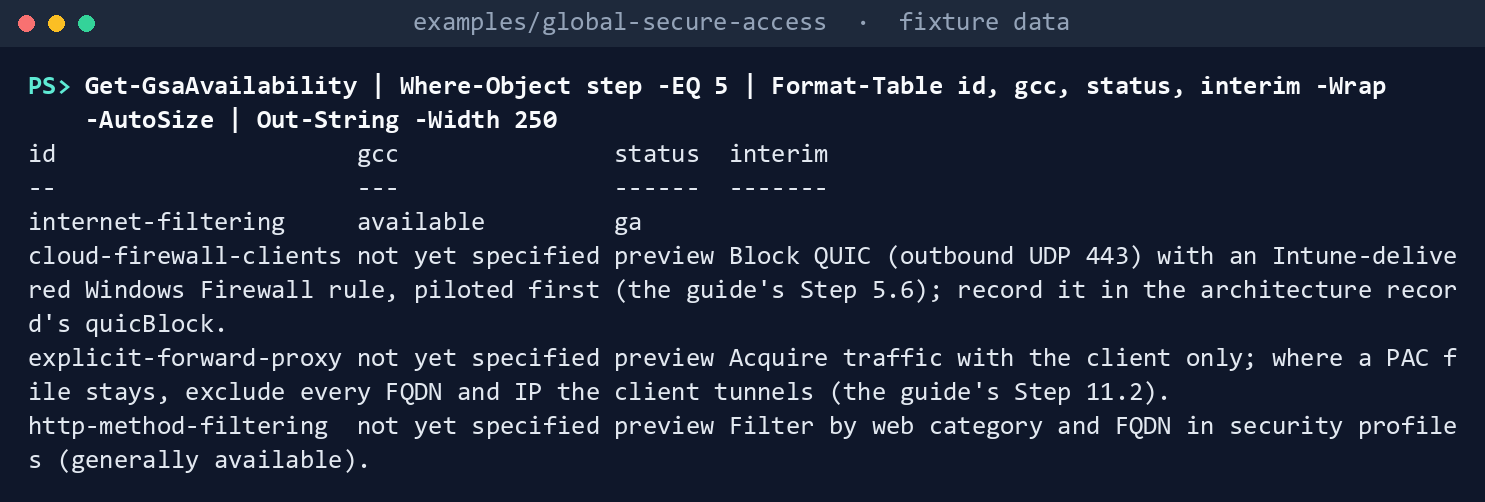 examples/global-secure-access  ·  fixture data
PS> Get-GsaAvailability | Where-Object step -EQ 5 | Format-Table id, gcc, status, interim -Wrap
    -AutoSize | Out-String -Width 250
id                     gcc               status  interim
--                     ---               ------  -------
internet-filtering     available         ga
cloud-firewall-clients not yet specified preview Block QUIC (outbound UDP 443) with an Intune-delive
red Windows Firewall rule, piloted first (the guide's Step 5.6); record it in the architecture recor
d's quicBlock.
explicit-forward-proxy not yet specified preview Acquire traffic with the client only; where a PAC f
ile stays, exclude every FQDN and IP the client tunnels (the guide's Step 11.2).
http-method-filtering  not yet specified preview Filter by web category and FQDN in security profile
s (generally available).